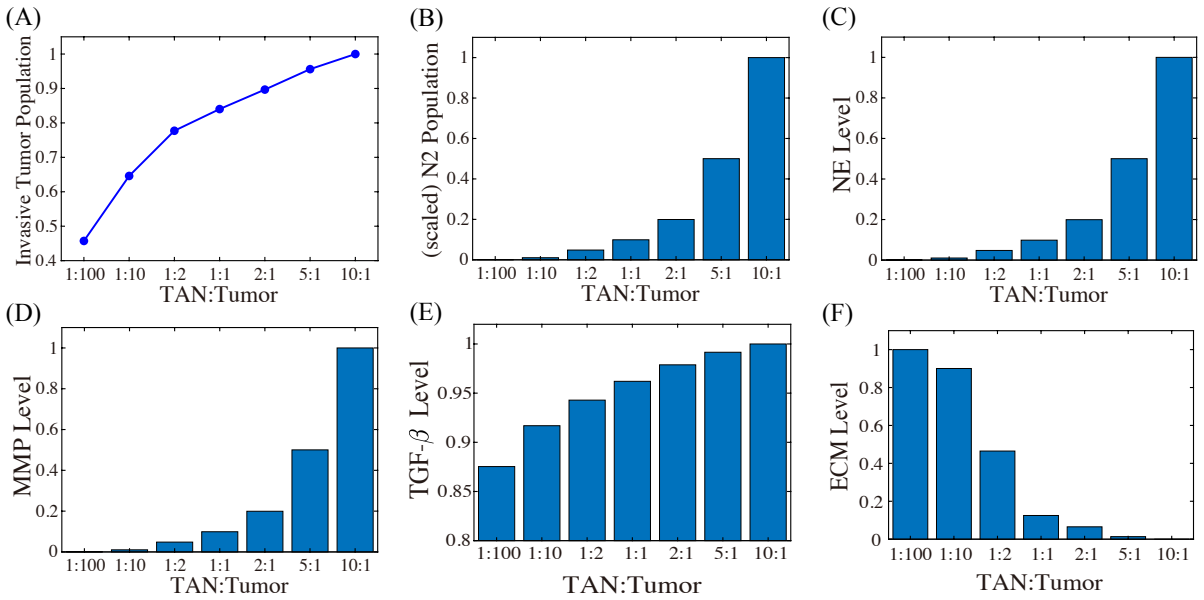 (A)
Invasive Tumor Population
1
0.9
0.8
0.7
0.6
0.5
0.4
1:100 1:10 1:2 1:1 2:1 5:1 10:1
TAN:Tumor
(B)
(scaled) N2 Population
1
0.8
0.6
0.4
0.2
0
1:100 1:10 1:2 1:1 2:1 5:1 10:1
TAN:Tumor
(C)
NE Level
1
0.8
0.6
0.4
0.2
0
1:100 1:10 1:2 1:1 2:1 5:1 10:1
TAN:Tumor
(D)
MMP Level
1
0.8
0.6
0.4
0.2
0
1:100 1:10 1:2 1:1 2:1 5:1 10:1
TAN:Tumor
(E)
TGF-β Level
1
0.95
0.9
0.85
0.8
1:100 1:10 1:2 1:1 2:1 5:1 10:1
TAN:Tumor
(F)
ECM Level
1
0.8
0.6
0.4
0.2
0
1:100 1:10 1:2 1:1 2:1 5:1 10:1
TAN:Tumor